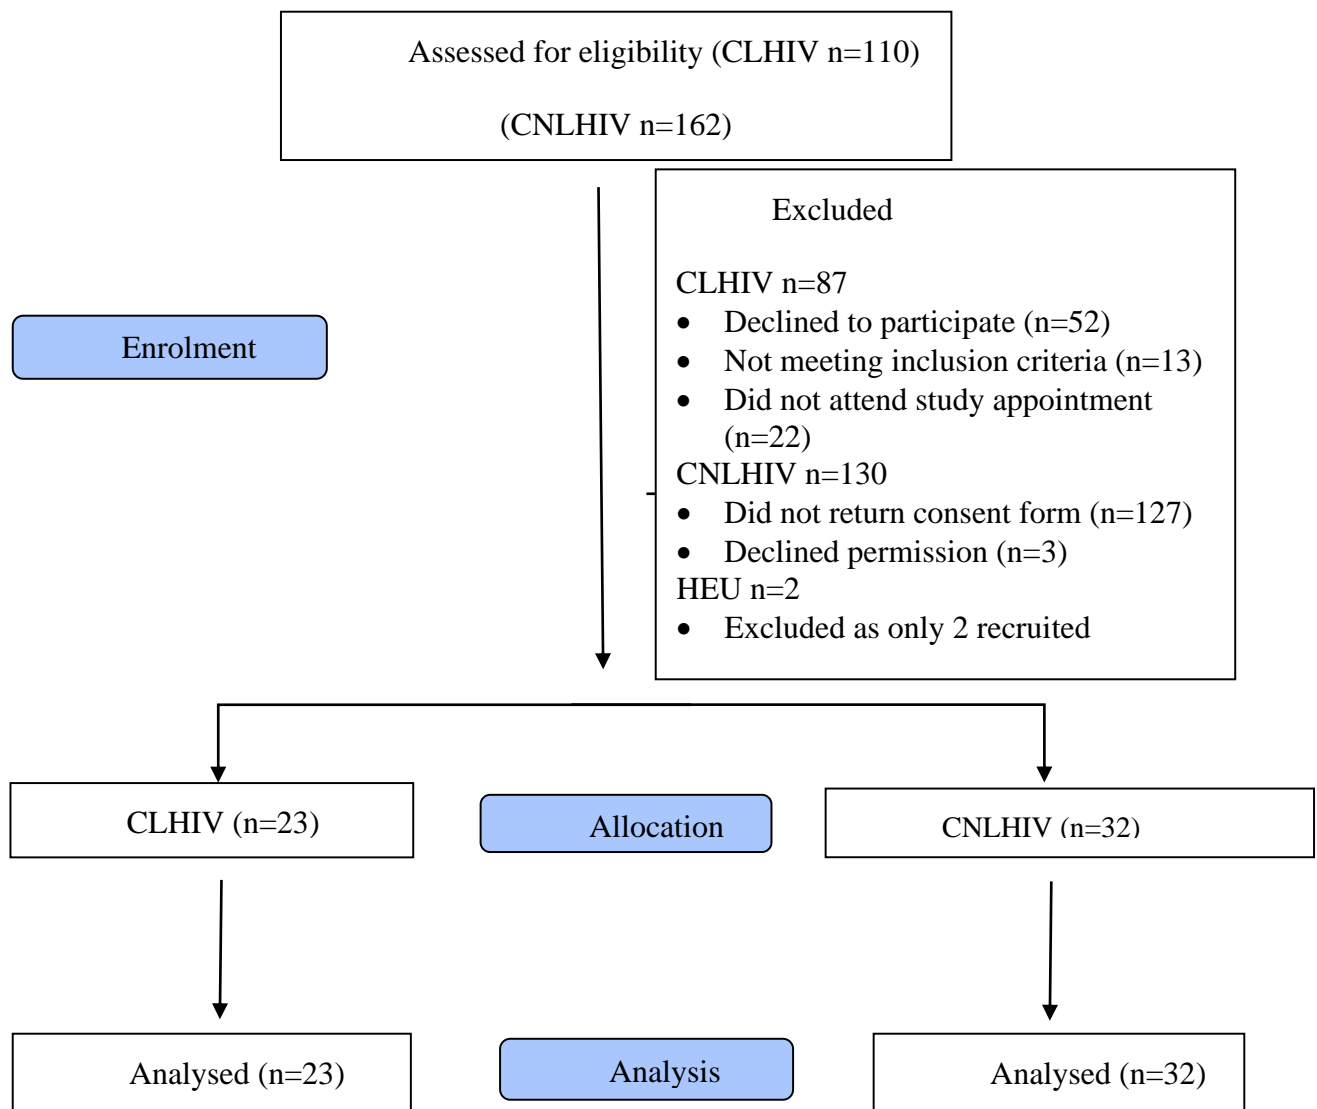 Assessed for eligibility (CLHIV n=110)
(CNLHIV n=162)
Excluded
CLHIV n=87
• Declined to participate (n=52)
• Not meeting inclusion criteria (n=13)
• Did not attend study appointment
(n=22)
CNLHIV n=130
• Did not return consent form (n=127)
• Declined permission (n=3)
HEU n=2
• Excluded as only 2 recruited
Enrolment
CLHIV (n=23)
Allocation
CNLHIV (n=32)
Analysed (n=23)
Analysis
Analysed (n=32)